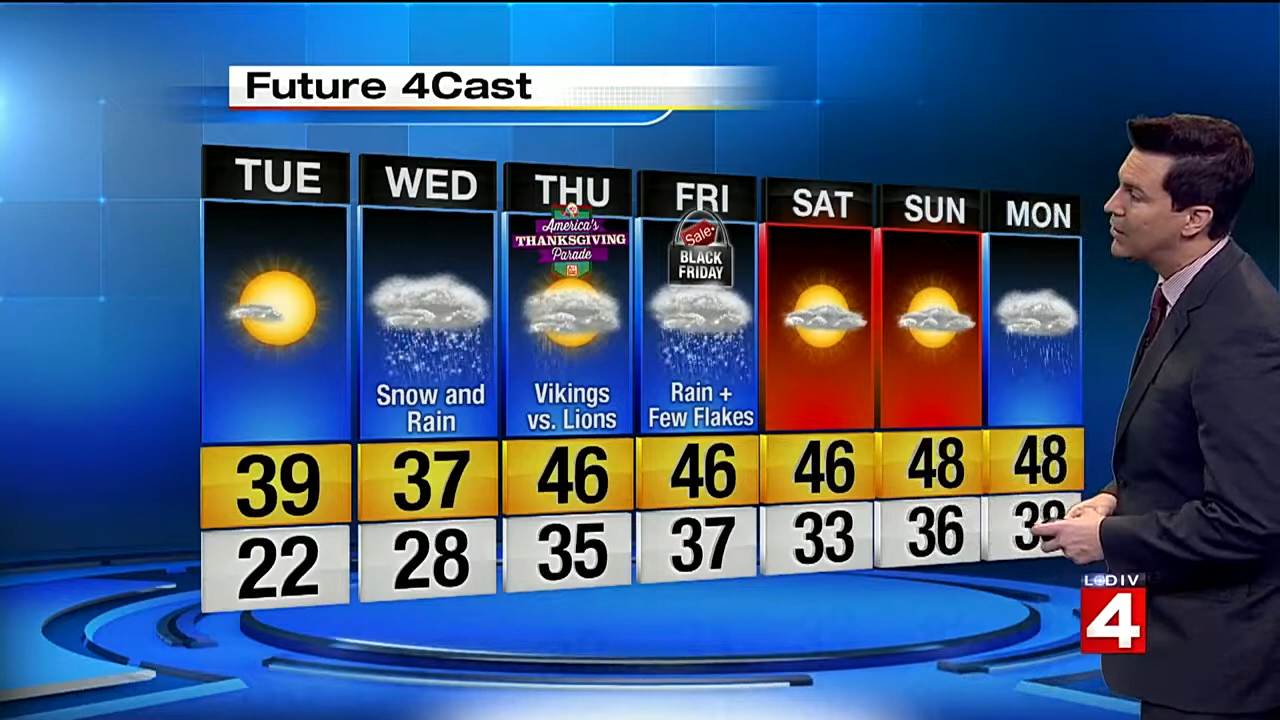 Future 4Cast
TUE
WED
THU
FRI
SAT
SUN
MON
America's
THANKSGIVING
Parade
Sale
BLACK
FRIDAY
Snow and
Rain
Vikings
vs. Lions
Rain +
Few Flakes
39
37
46
46
46
48
48
22
28
35
37
33
36
38
DIV
4